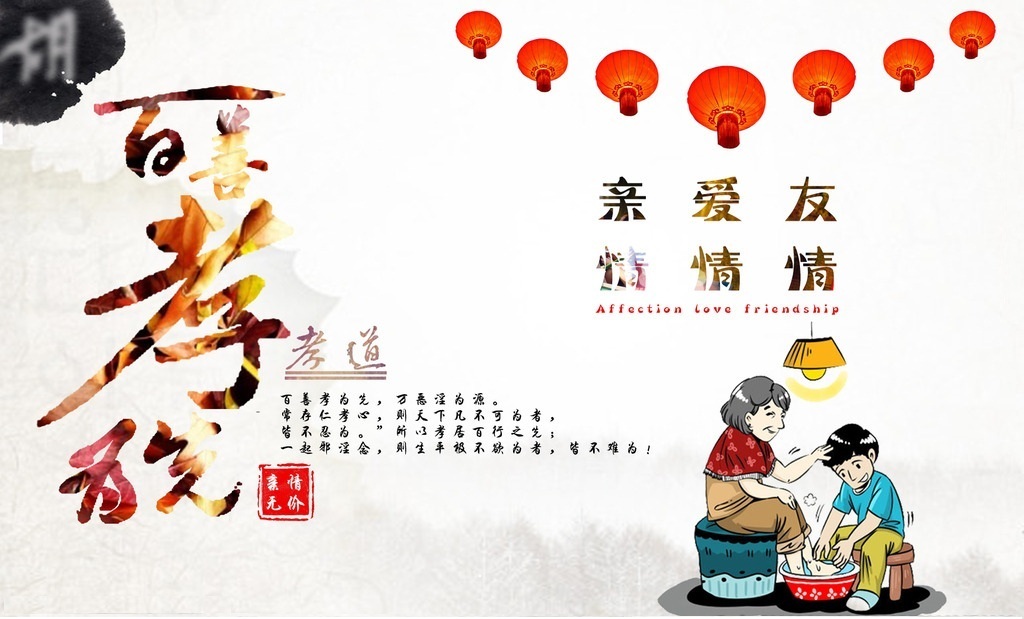 百善
孝
为先
孝道
百善孝为先，万恶淫为源。
常存仁孝心，则天下凡不可为者，
皆不忍为。”所以孝居百行之先；
一起邪淫念，则生平极不欲为者，皆不难为！
亲情
无价
亲 爱 友
情 情 情
Affection love friendship